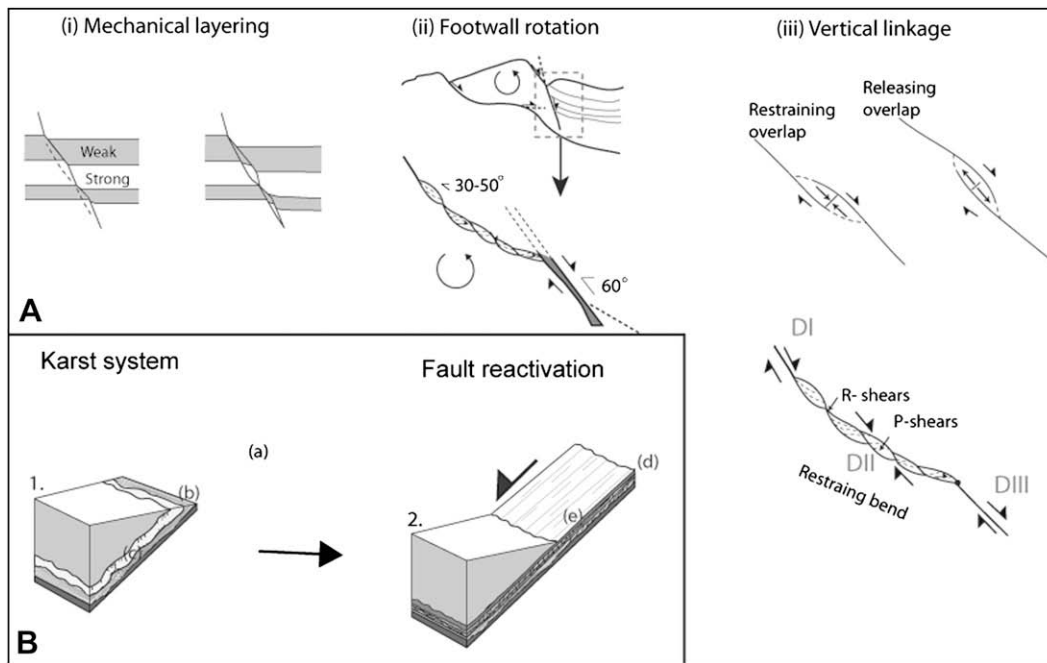 (i) Mechanical layering
Weak
Strong
(ii) Footwall rotation
30-50°
60°
(iii) Vertical linkage
Restraining
overlap
Releasing
overlap
DI
R- shears
P-shears
DII
Restraing bend
DIII
A
Karst system
1.
(b)
(c)
(a)
Fault reactivation
2.
(d)
(e)
B